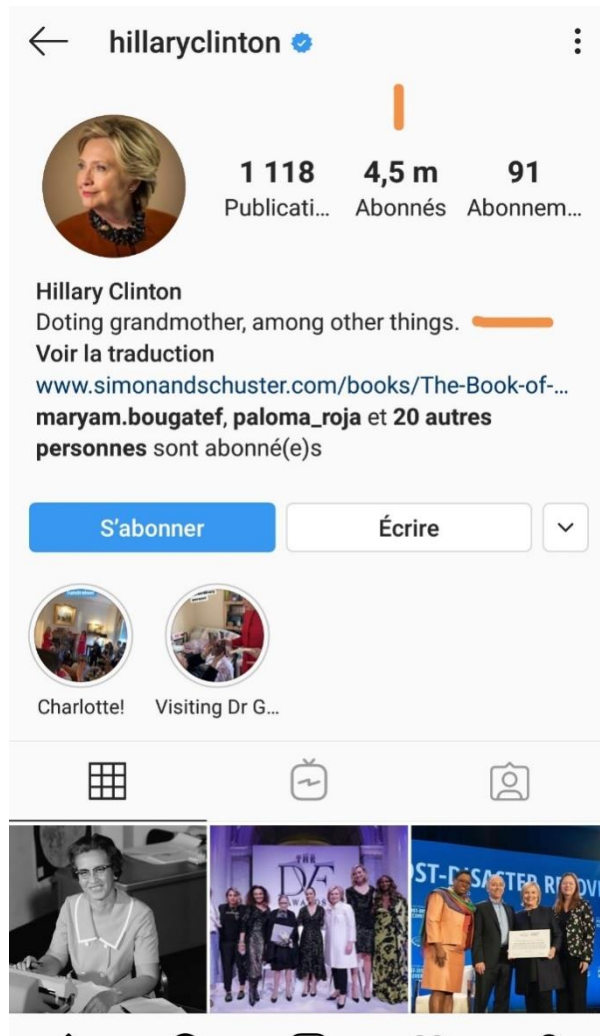 hillaryclinton
1 118 4,5 m 91
Publicati... Abonnés Abonnem...
Hillary Clinton
Doting grandmother, among other things.
Voir la traduction
www.simonandschuster.com/books/The-Book-of-...
maryam.bougatef, paloma_roja et 20 autres
personnes sont abonné(e)s
S'abonner Écrire
Charlotte! Visiting Dr G...
THE
DVF
AWARDS
ST-DISASTER RECOV